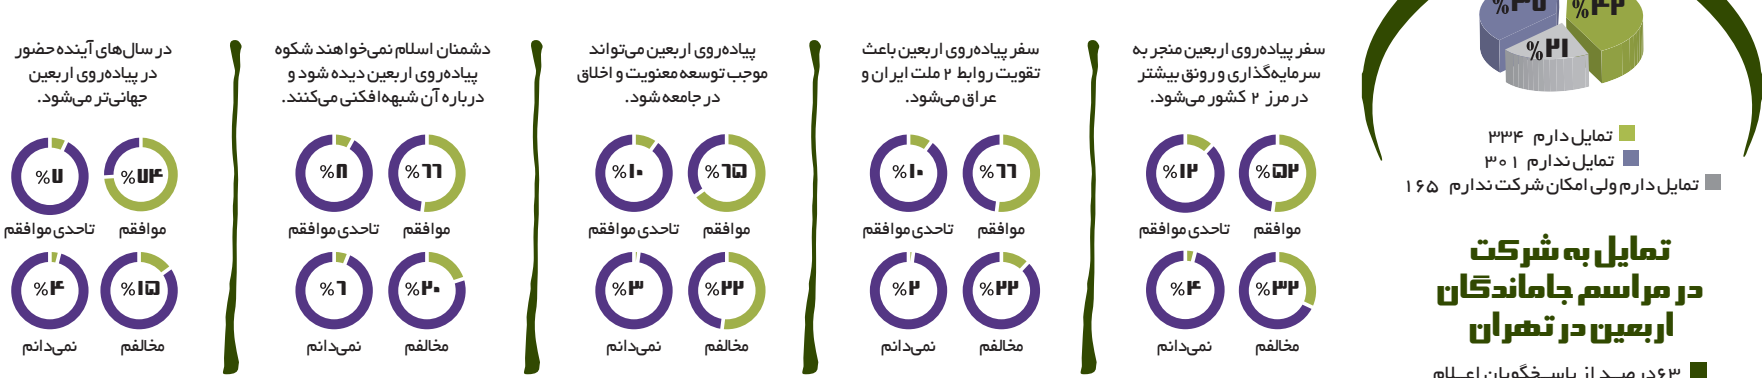 %۴۲
%۳۵
%۲۱
تمایل دارم ۳۳۴
تمایل ندارم ۳۰۱
تمایل دارم ولی امکان شرکت ندارم ۱۶۵
تمایل به شرکت
در مراسم جاماندگان
اربعین در تهران
۶۳درصد از پاسخگویان اعلام
سفر پیاده‌روی اربعین منجر به
سرمایه‌گذاری و رونق بیشتر
در مرز ۲ کشور می‌شود.
%۵۲
%۱۲
موافقم
تاحدی موافقم
%۳۲
%۴
مخالفم
نمی‌دانم
سفر پیاده‌روی اربعین باعث
تقویت روابط ۲ ملت ایران و
عراق می‌شود.
%۶۶
%۱۰
موافقم
تاحدی موافقم
%۲۲
%۲
مخالفم
نمی‌دانم
پیاده‌روی اربعین می‌تواند
موجب توسعه معنویت و اخلاق
در جامعه شود.
%۶۵
%۱۰
موافقم
تاحدی موافقم
%۲۲
%۳
مخالفم
نمی‌دانم
دشمنان اسلام نمی‌خواهند شکوه
پیاده‌روی اربعین دیده شود و
درباره آن شبهه‌افکنی می‌کنند.
%۶۶
%۸
موافقم
تاحدی موافقم
%۲۰
%۶
مخالفم
نمی‌دانم
در سال‌های آینده حضور
در پیاده‌روی اربعین
جهانی‌تر می‌شود.
%۷۴
%۷
موافقم
تاحدی موافقم
%۱۵
%۴
مخالفم
نمی‌دانم